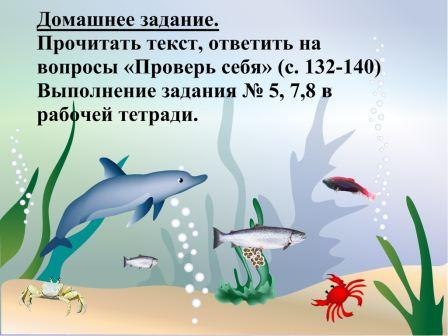 Домашнее задание.
Прочитать текст, ответить на
вопросы «Проверь себя» (с. 132-140)
Выполнение задания № 5, 7,8 в
рабочей тетради.